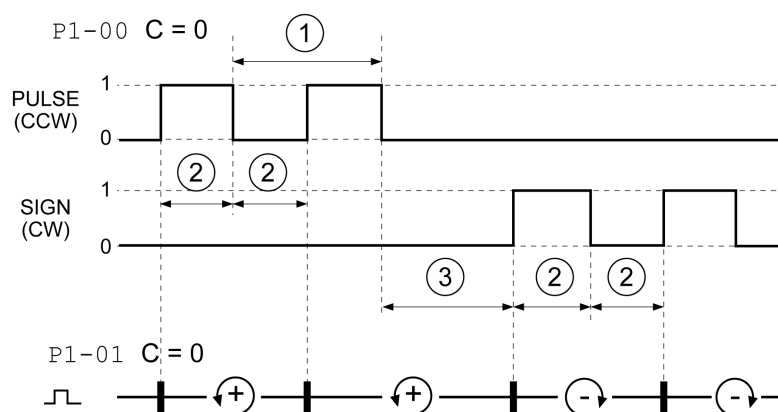 P1-00 C = 0
1
PULSE
(CCW)
1
0
2 2
SIGN
(CW)
1
0
3 2 2
P1-01 C = 0
+ + - -